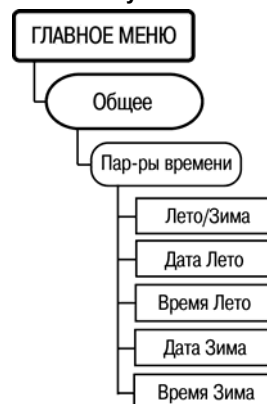 ГЛАВНОЕ МЕНЮ
Общее
Пар-ры времени
Лето/Зима
Дата Лето
Время Лето
Дата Зима
Время Зима